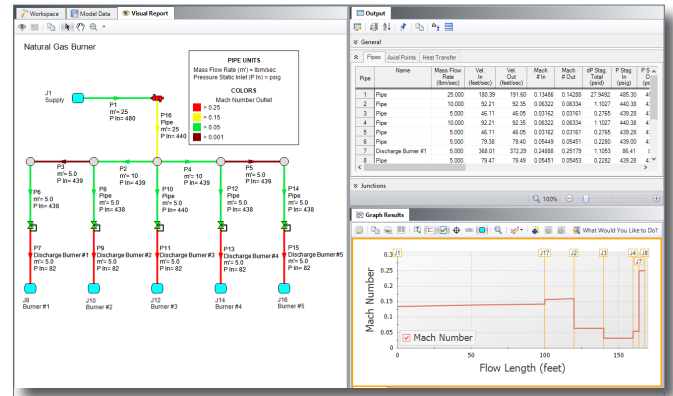 Workspace
Model Data
Visual Report
Natural Gas Burner
PIPE UNITS
Mass Flow Rate (m') = lbm/sec
Pressure Static Inlet (P In) = psig
COLORS
Mach Number Outlet
> 0.25
> 0.15
> 0.05
> 0.001
J1
Supply
P1
m'= 25
P In= 480
P16
Pipe
m'= 25
P In= 440
P3
m'= 5.0
P In= 439
P2
m'= 10
P In= 439
P4
m'= 10
P In= 439
P5
m'= 5.0
P In= 439
P6
m'= 5.0
P In= 438
P8
Pipe
m'= 5.0
P In= 438
P10
Pipe
m'= 5.0
P In= 440
P12
Pipe
m'= 5.0
P In= 438
P14
Pipe
m'= 5.0
P In= 438
P7
Discharge Burner #1
m'= 5.0
P In= 82
P9
Discharge Burner #2
m'= 5.0
P In= 82
P11
Discharge Burner #3
m'= 5.0
P In= 82
P13
Discharge Burner #4
m'= 5.0
P In= 82
P15
Discharge Burner #5
m'= 5.0
P In= 82
J8
Burner #1
J10
Burner #2
J12
Burner #3
J14
Burner #4
J16
Burner #5
Output
General
Pipes Axial Points Heat Transfer
Pipe Name Mass Flow Rate (lbm/sec) Vel. In (feet/sec) Vel. Out (feet/sec) Mach # In Mach # Out dP Stag. Total (psid) P Stag. In (psig)
1 Pipe 25.000 180.39 191.60 0.13486 0.14288 27.9492 485.30
2 Pipe 10.000 92.21 92.35 0.06322 0.06334 1.1027 440.38
3 Pipe 5.000 46.11 46.05 0.03162 0.03161 0.2765 439.28
4 Pipe 10.000 92.21 92.35 0.06322 0.06334 1.1027 440.38
5 Pipe 5.000 46.11 46.05 0.03162 0.03161 0.2765 439.28
6 Pipe 5.000 79.38 79.40 0.05449 0.05451 0.2280 439.00
7 Discharge Burner #1 5.000 368.01 372.29 0.24888 0.25179 1.1053 86.41
8 Pipe 5.000 79.47 79.49 0.05451 0.05453 0.2282 439.28
Junctions
100%
Graph Results
What Would You Like to Do?
J1
J17
J2
J3
J4
J7
J8
0.3
0.25
0.2
0.15
0.1
0.05
0
Mach Number
Mach Number
0
50
100
150
Flow Length (feet)